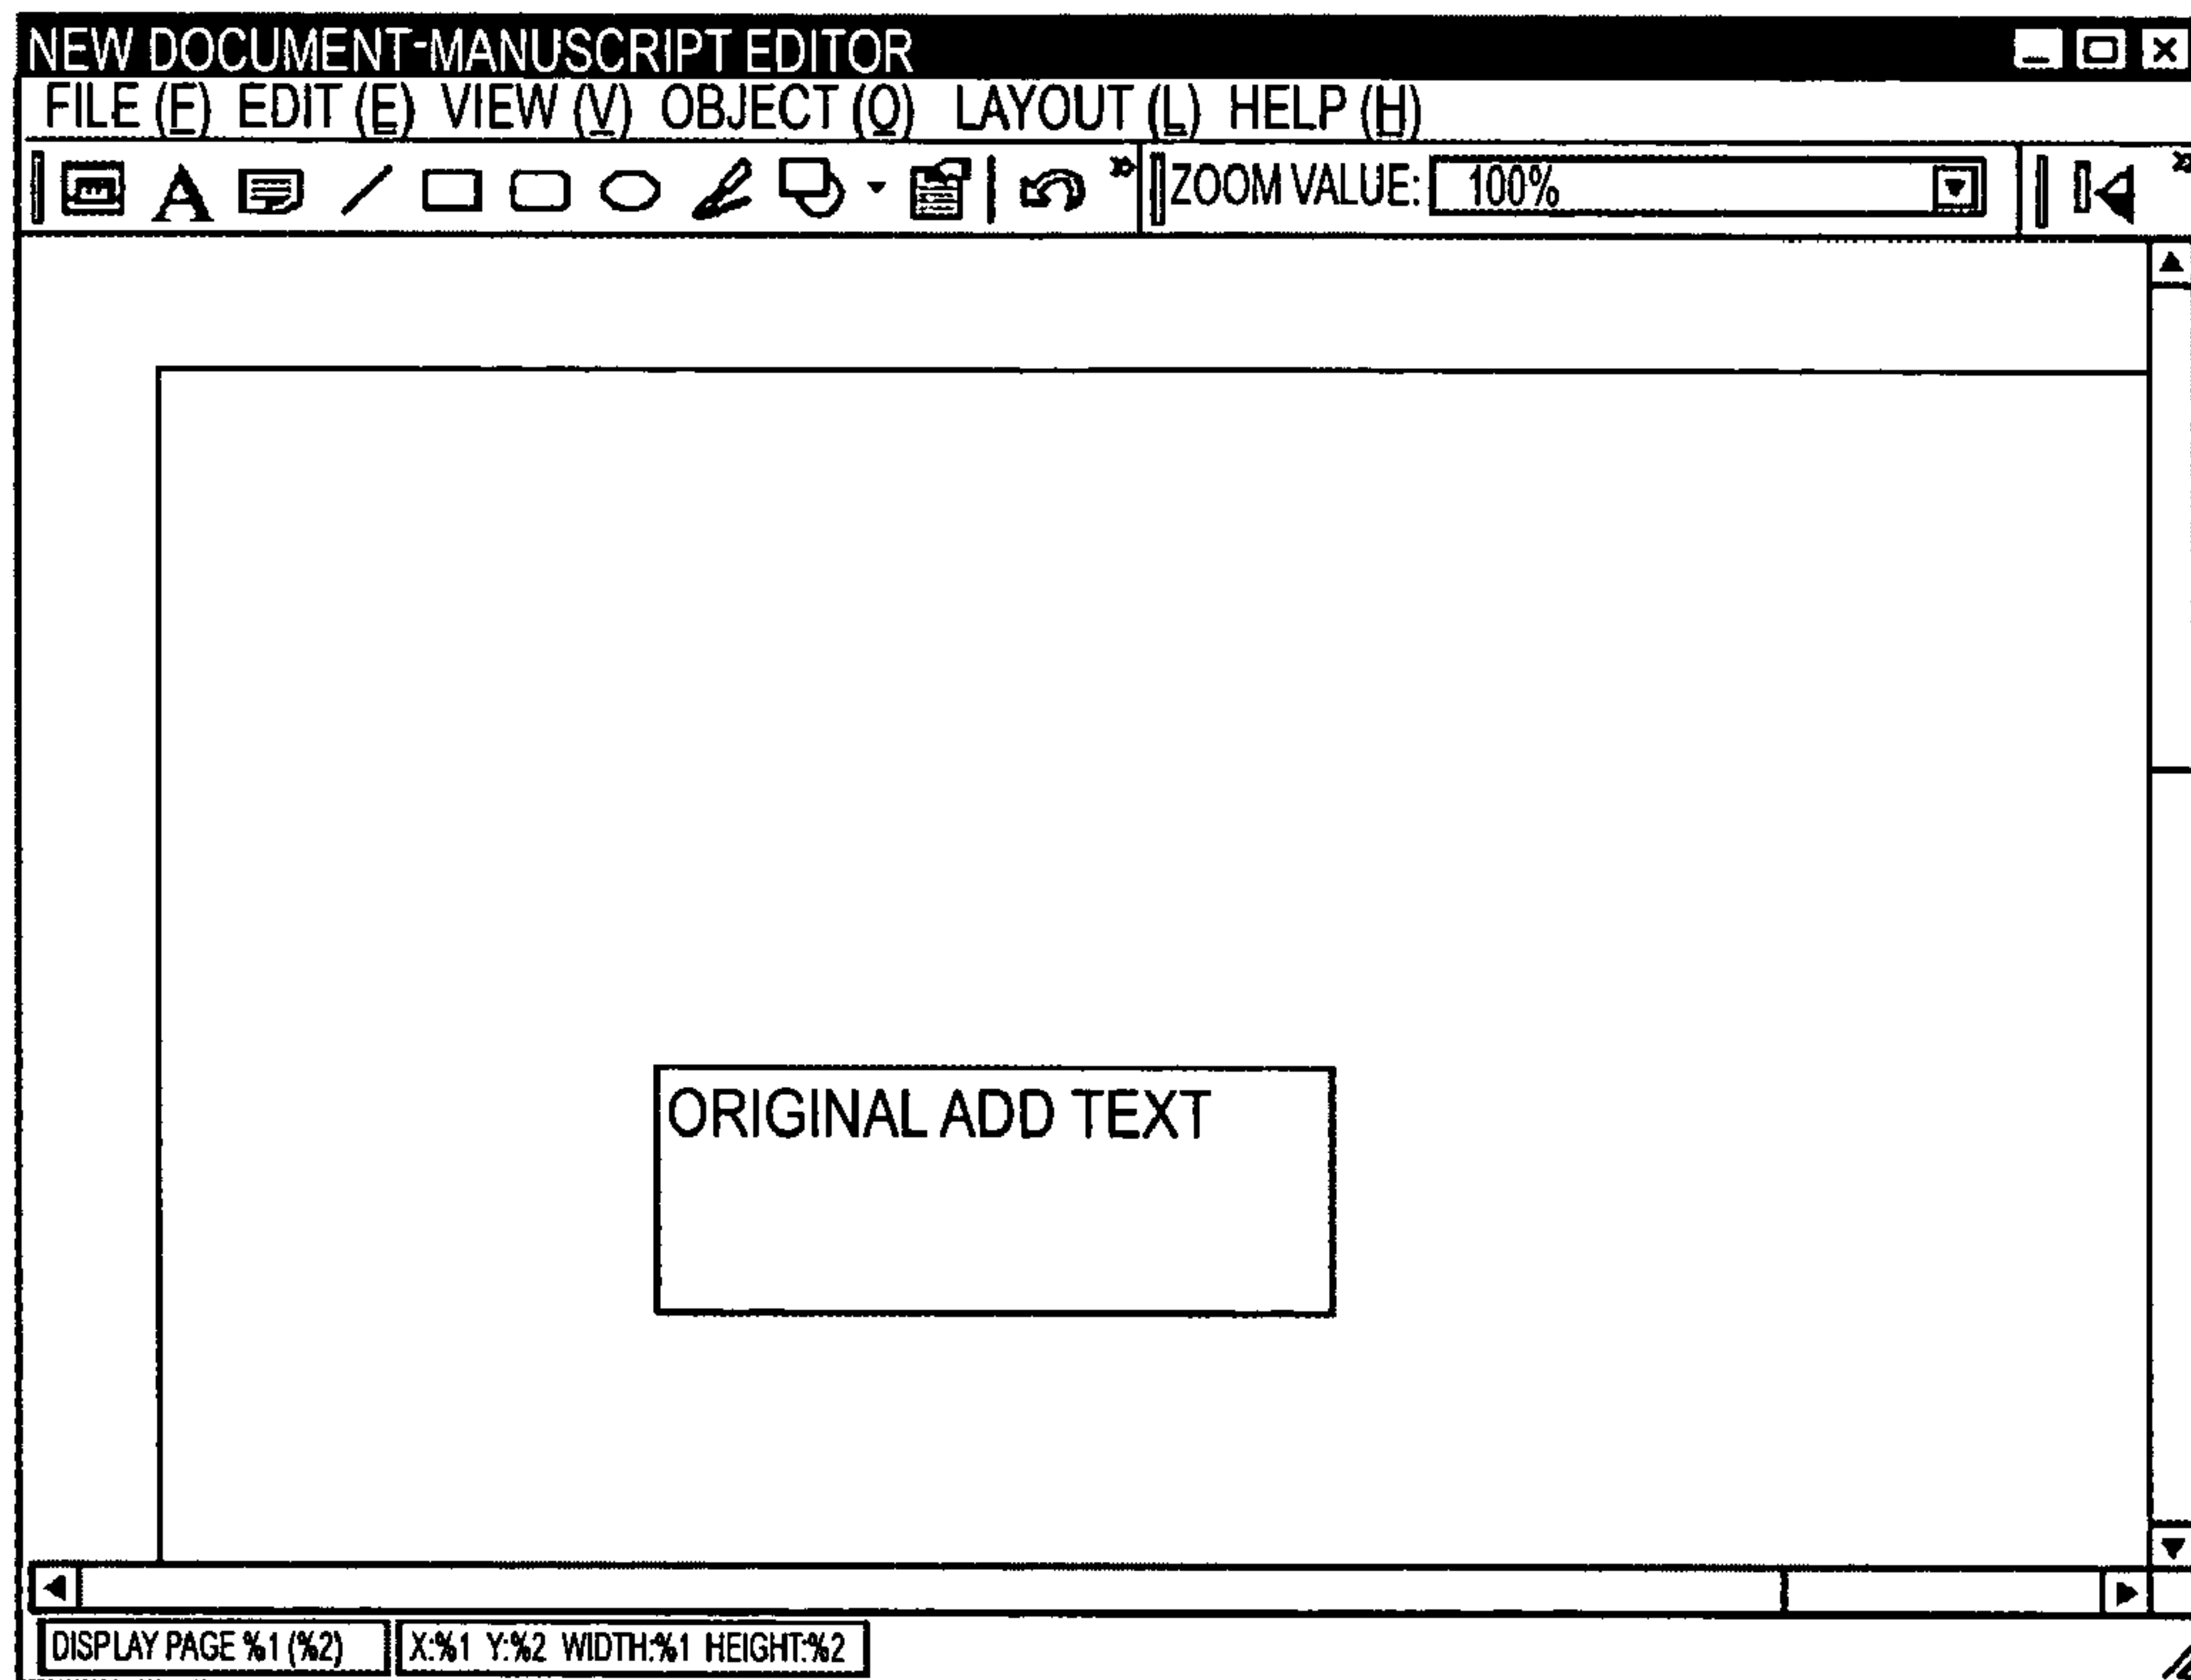 NEW DOCUMENT-MANUSCRIPT EDITOR
FILE (F) EDIT (E) VIEW (V) OBJECT (O) LAYOUT (L) HELP (H)
A ZOOM VALUE: 100%
ORIGINAL ADD TEXT
DISPLAY PAGE %1 (%2) X:%1 Y:%2 WIDTH:%1 HEIGHT:%2